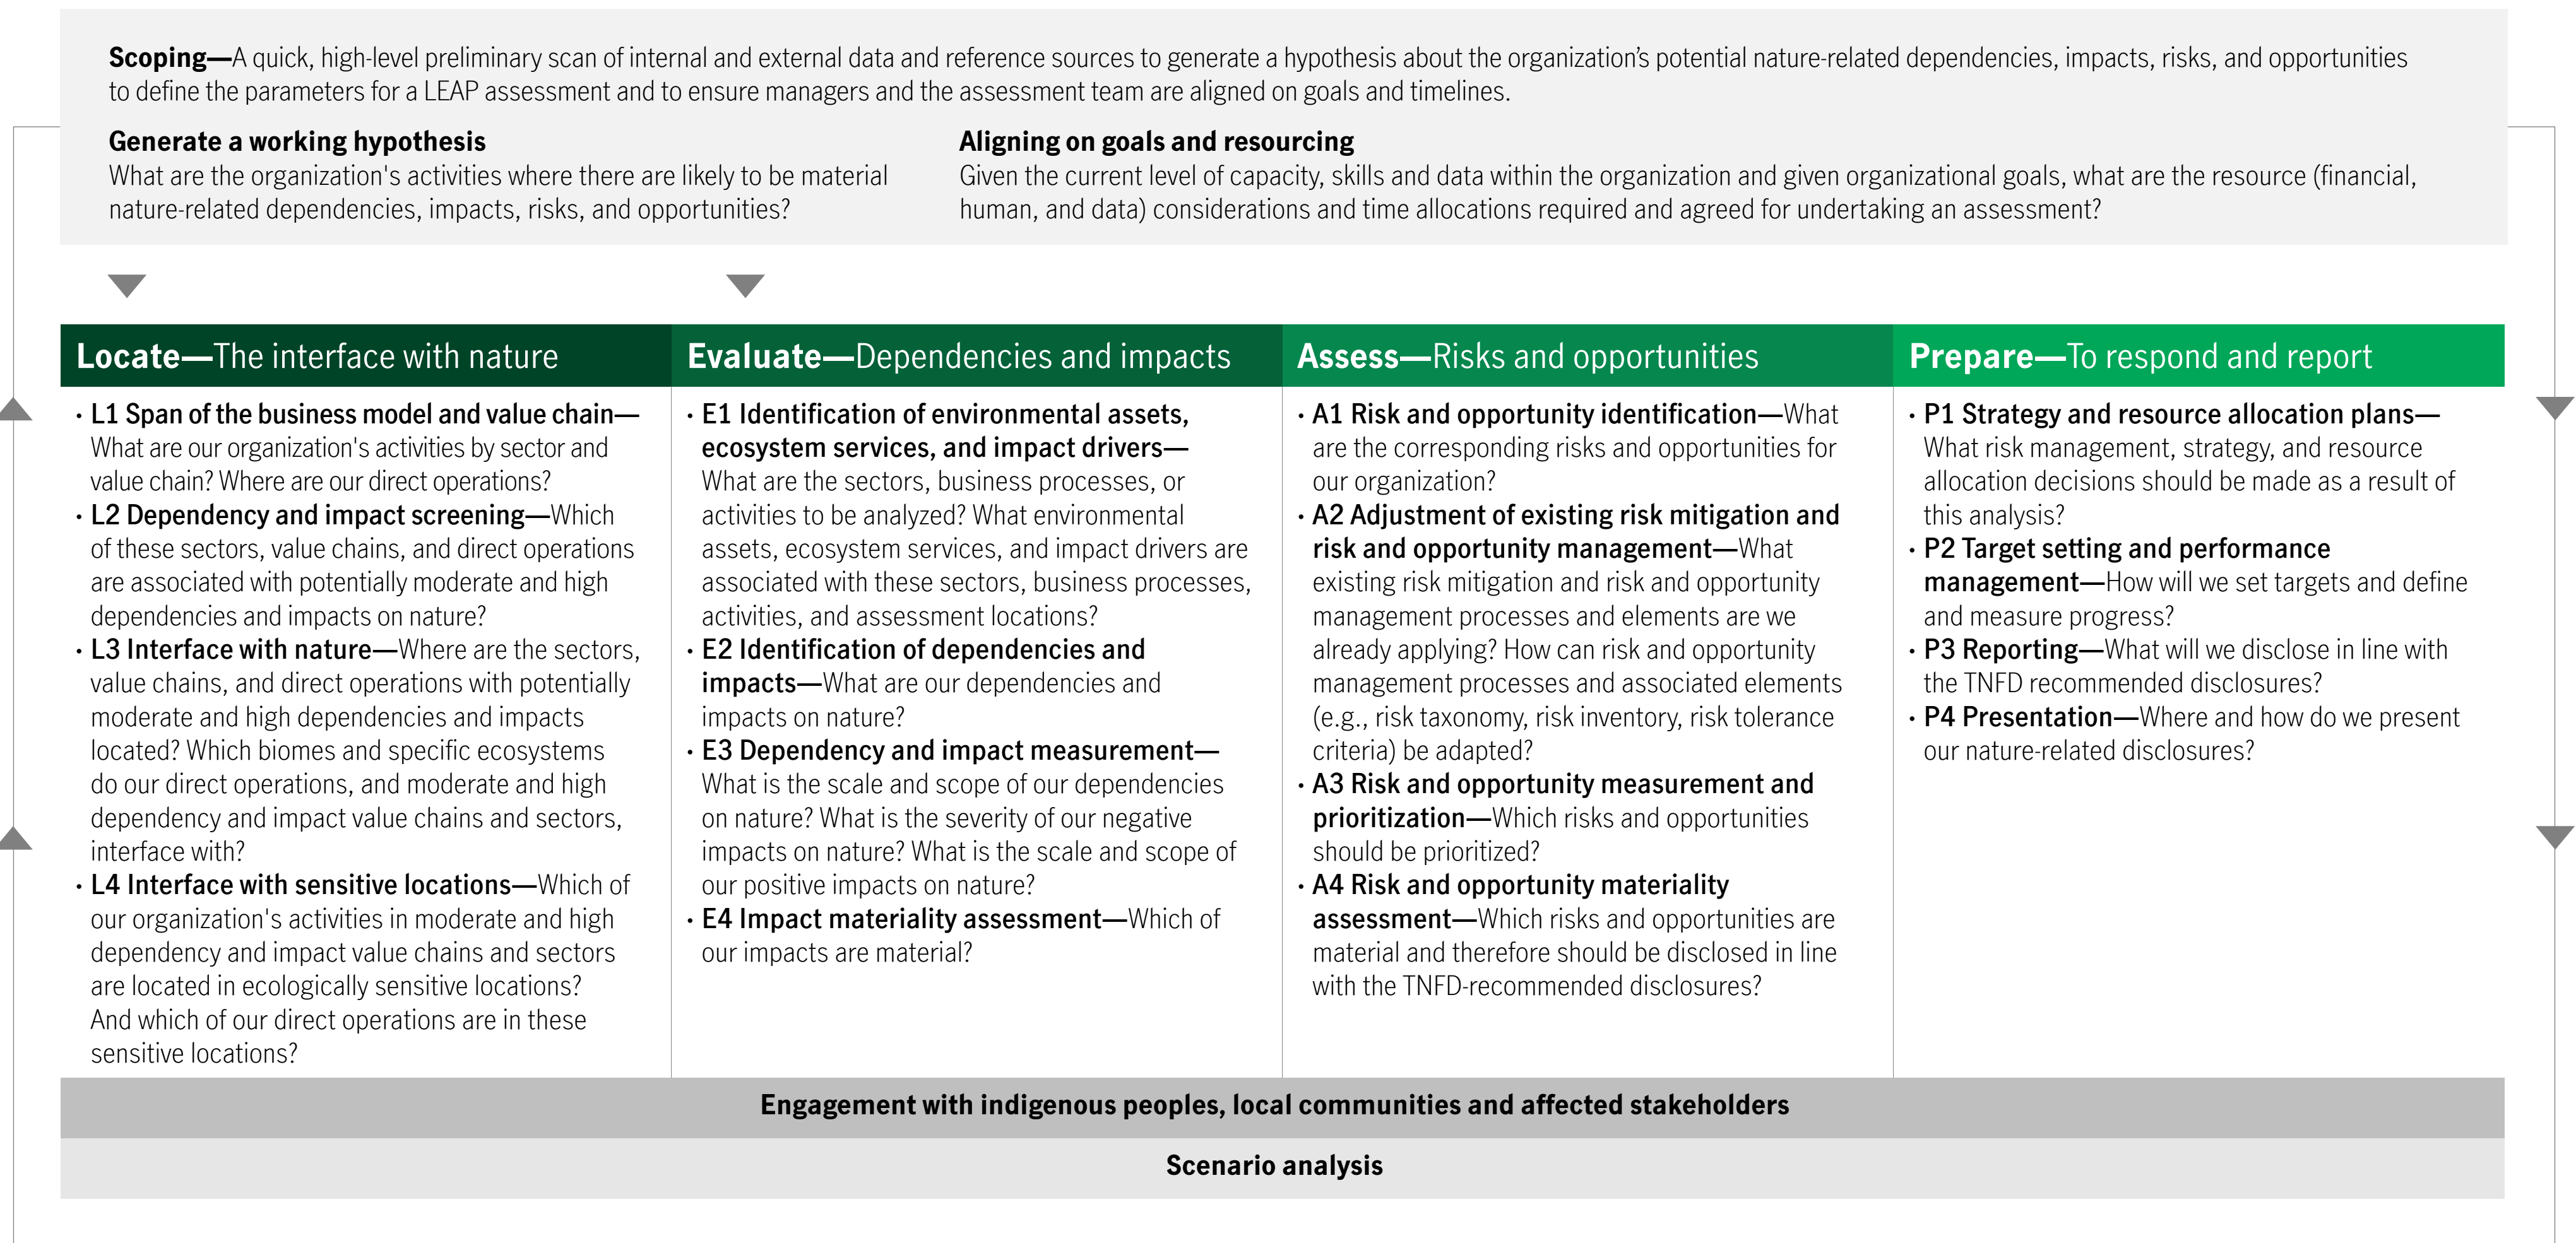 Scoping—A quick, high-level preliminary scan of internal and external data and reference sources to generate a hypothesis about the organization’s potential nature-related dependencies, impacts, risks, and opportunities
to define the parameters for a LEAP assessment and to ensure managers and the assessment team are aligned on goals and timelines.
Generate a working hypothesis
What are the organization's activities where there are likely to be material
nature-related dependencies, impacts, risks, and opportunities?
Aligning on goals and resourcing
Given the current level of capacity, skills and data within the organization and given organizational goals, what are the resource (financial,
human, and data) considerations and time allocations required and agreed for undertaking an assessment?
Locate—The interface with nature
• L1 Span of the business model and value chain—
What are our organization's activities by sector and
value chain? Where are our direct operations?
• L2 Dependency and impact screening—Which
of these sectors, value chains, and direct operations
are associated with potentially moderate and high
dependencies and impacts on nature?
• L3 Interface with nature—Where are the sectors,
value chains, and direct operations with potentially
moderate and high dependencies and impacts
located? Which biomes and specific ecosystems
do our direct operations, and moderate and high
dependency and impact value chains and sectors,
interface with?
• L4 Interface with sensitive locations—Which of
our organization's activities in moderate and high
dependency and impact value chains and sectors
are located in ecologically sensitive locations?
And which of our direct operations are in these
sensitive locations?
Evaluate—Dependencies and impacts
• E1 Identification of environmental assets,
ecosystem services, and impact drivers—
What are the sectors, business processes, or
activities to be analyzed? What environmental
assets, ecosystem services, and impact drivers are
associated with these sectors, business processes,
activities, and assessment locations?
• E2 Identification of dependencies and
impacts—What are our dependencies and
impacts on nature?
• E3 Dependency and impact measurement—
What is the scale and scope of our dependencies
on nature? What is the severity of our negative
impacts on nature? What is the scale and scope of
our positive impacts on nature?
• E4 Impact materiality assessment—Which of
our impacts are material?
Assess—Risks and opportunities
• A1 Risk and opportunity identification—What
are the corresponding risks and opportunities for
our organization?
• A2 Adjustment of existing risk mitigation and
risk and opportunity management—What
existing risk mitigation and risk and opportunity
management processes and elements are we
already applying? How can risk and opportunity
management processes and associated elements
(e.g., risk taxonomy, risk inventory, risk tolerance
criteria) be adapted?
• A3 Risk and opportunity measurement and
prioritization—Which risks and opportunities
should be prioritized?
• A4 Risk and opportunity materiality
assessment—Which risks and opportunities are
material and therefore should be disclosed in line
with the TNFD-recommended disclosures?
Prepare—To respond and report
• P1 Strategy and resource allocation plans—
What risk management, strategy, and resource
allocation decisions should be made as a result of
this analysis?
• P2 Target setting and performance
management—How will we set targets and define
and measure progress?
• P3 Reporting—What will we disclose in line with
the TNFD recommended disclosures?
• P4 Presentation—Where and how do we present
our nature-related disclosures?
Engagement with indigenous peoples, local communities and affected stakeholders
Scenario analysis